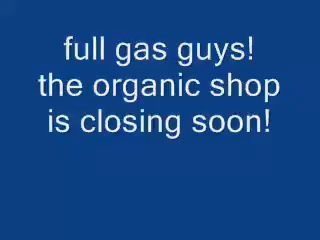 full gas guys!
the organic shop
is closing soon!